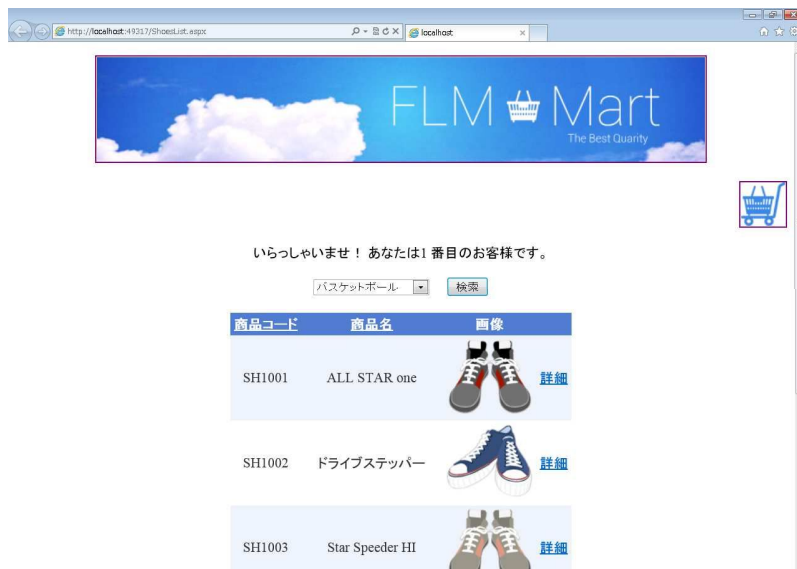 http://localhost:49317/ShoesList.aspx
localhost
FLM Mart
The Best Quarity
いらっしゃいませ！ あなたは1 番目のお客様です。
バスケットボール 検索
商品コード 商品名 画像
SH1001 ALL STAR one 詳細
SH1002 ドライブステッパー 詳細
SH1003 Star Speeder HI 詳細